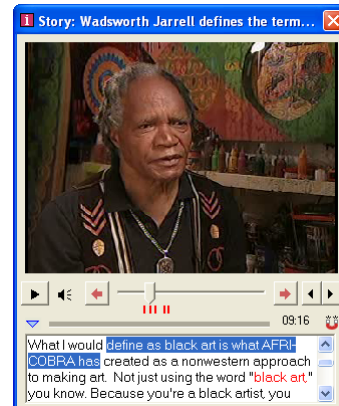 Story: Wadsworth Jarrell defines the term...
09:16
What I would define as black art is what AFRI-
COBRA has created as a nonwestern approach
to making art. Not just using the word "black art,"
you know. Because you're a black artist, you